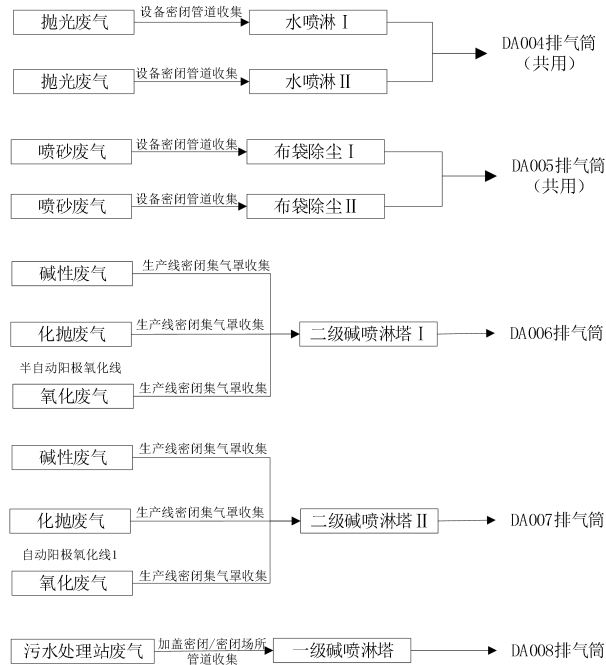 抛光废气 设备密闭管道收集 水喷淋Ⅰ
DA004排气筒
（共用）
抛光废气 设备密闭管道收集 水喷淋Ⅱ
喷砂废气 设备密闭管道收集 布袋除尘Ⅰ
DA005排气筒
（共用）
喷砂废气 设备密闭管道收集 布袋除尘Ⅱ
碱性废气 生产线密闭集气罩收集
化抛废气 生产线密闭集气罩收集 二级碱喷淋塔Ⅰ DA006排气筒
半自动阳极氧化线
氧化废气 生产线密闭集气罩收集
碱性废气 生产线密闭集气罩收集
化抛废气 生产线密闭集气罩收集 二级碱喷淋塔Ⅱ DA007排气筒
自动阳极氧化线1
氧化废气 生产线密闭集气罩收集
污水处理站废气 加盖密闭/密闭场所
管道收集 一级碱喷淋塔 DA008排气筒